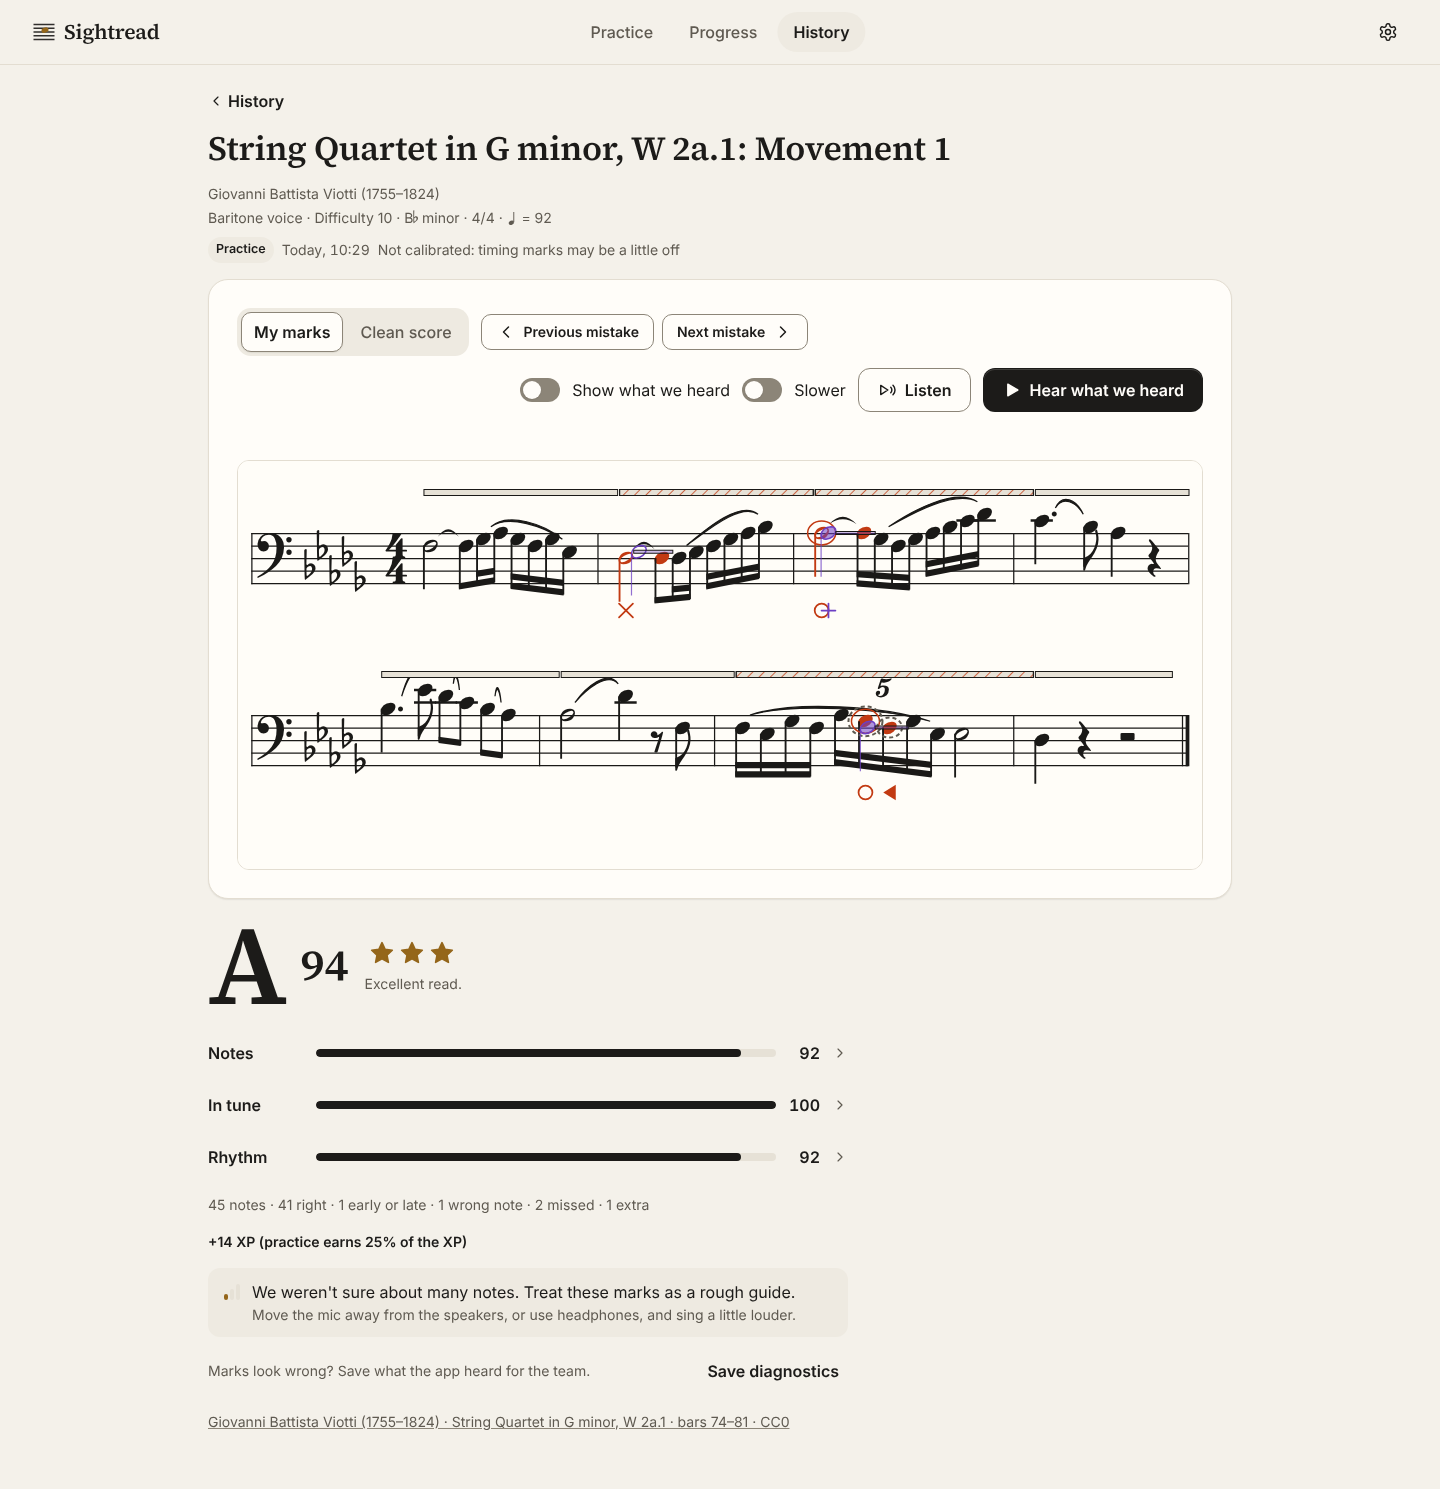 Sightread
Practice
Progress
History
History
String Quartet in G minor, W 2a.1: Movement 1
Giovanni Battista Viotti (1755–1824)
Baritone voice · Difficulty 10 · B♭ minor · 4/4 · ♩ = 92
Practice Today, 10:29 Not calibrated: timing marks may be a little off
My marks
Clean score
Previous mistake
Next mistake
Show what we heard
Slower
Listen
Hear what we heard
4
4
5
A 94
Excellent read.
Notes 92
In tune 100
Rhythm 92
45 notes · 41 right · 1 early or late · 1 wrong note · 2 missed · 1 extra
+14 XP (practice earns 25% of the XP)
We weren't sure about many notes. Treat these marks as a rough guide.
Move the mic away from the speakers, or use headphones, and sing a little louder.
Marks look wrong? Save what the app heard for the team.
Save diagnostics
Giovanni Battista Viotti (1755–1824) · String Quartet in G minor, W 2a.1 · bars 74–81 · CC0